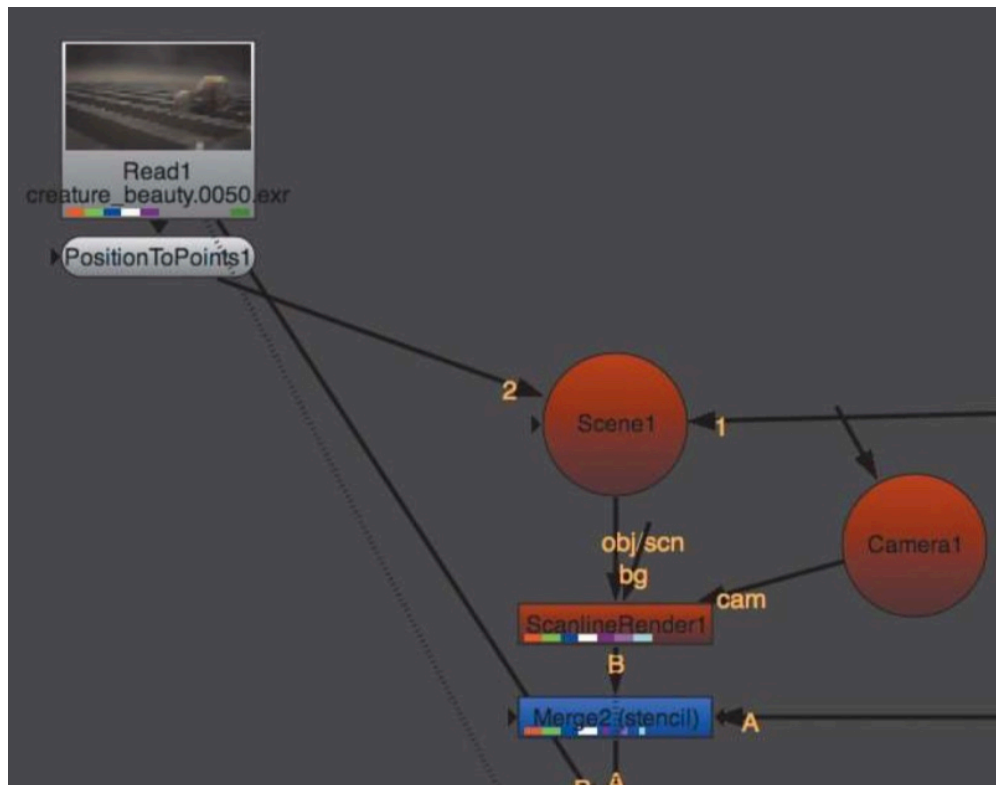 Read1
creature_beauty.0050.exr
PositionToPoints1
2
Scene1
1
obj/scn
bg
Camera1
cam
ScanlineRender1
B
Merge2 (stencil)
A
A